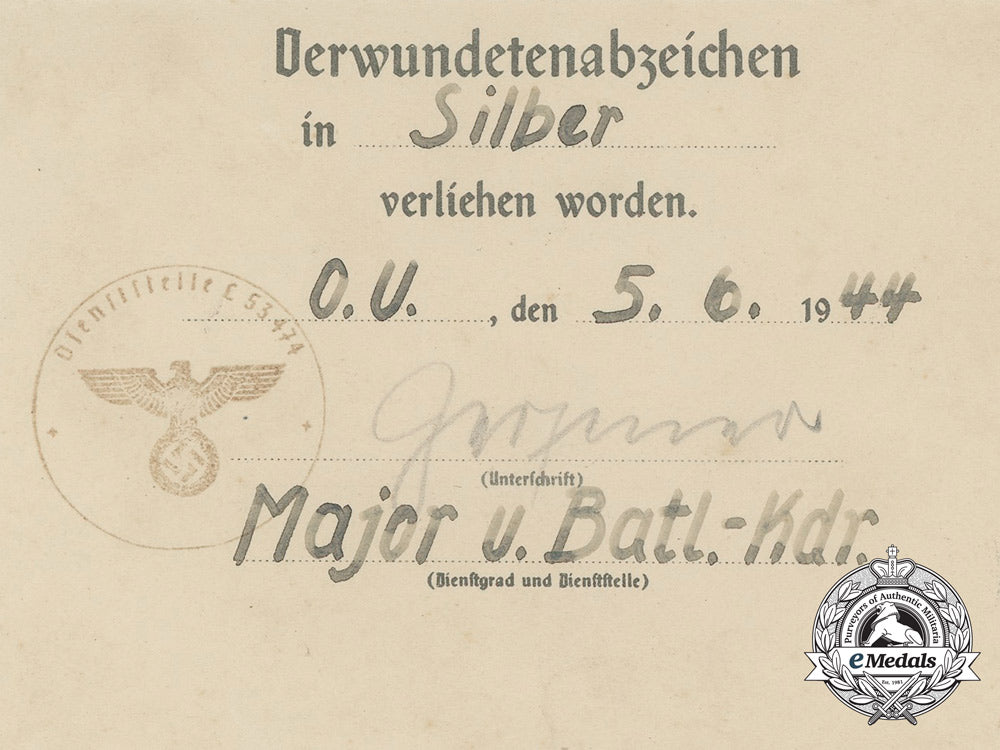 Verwundetenabzeichen
in Silber
verliehen worden.
O.U., den 5. 6. 1944
Dienststelle L 53474
(Unterschrift)
Major u. Batl.-Kdr.
(Dienstgrad und Dienststelle)
Purveyors of Authentic Militaria
eMedals
Est. 1981